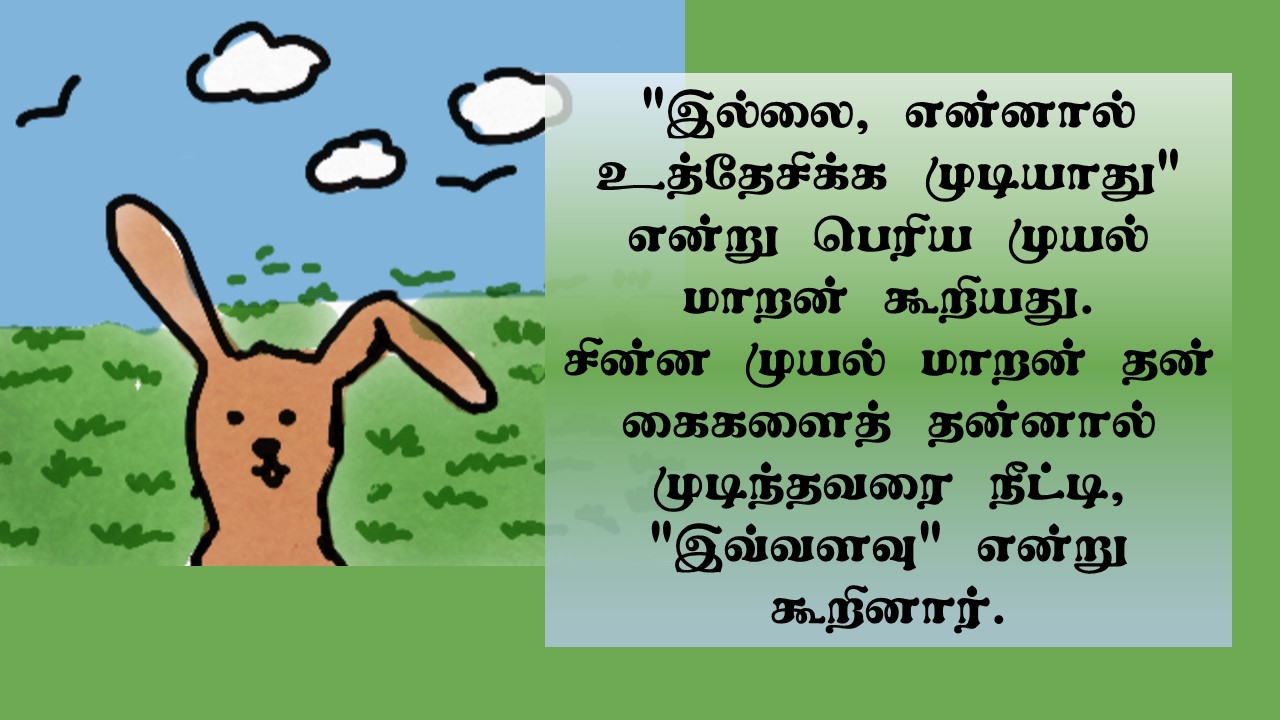 "இல்லை, என்னால்
உத்தேசிக்க முடியாது"
என்று பெரிய முயல்
மாறன் கூறியது.
சின்ன முயல் மாறன் தன்
கைகளைத் தன்னால்
முடிந்தவரை நீட்டி,
"இவ்வளவு" என்று
கூறினார்.